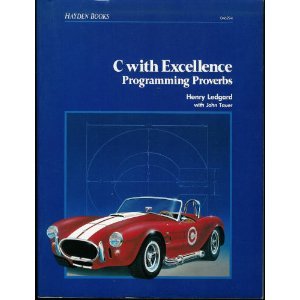 HAYDEN BOOKS
C with Excellence
Programming Proverbs
Henry Ledgard
with John Tauer
C